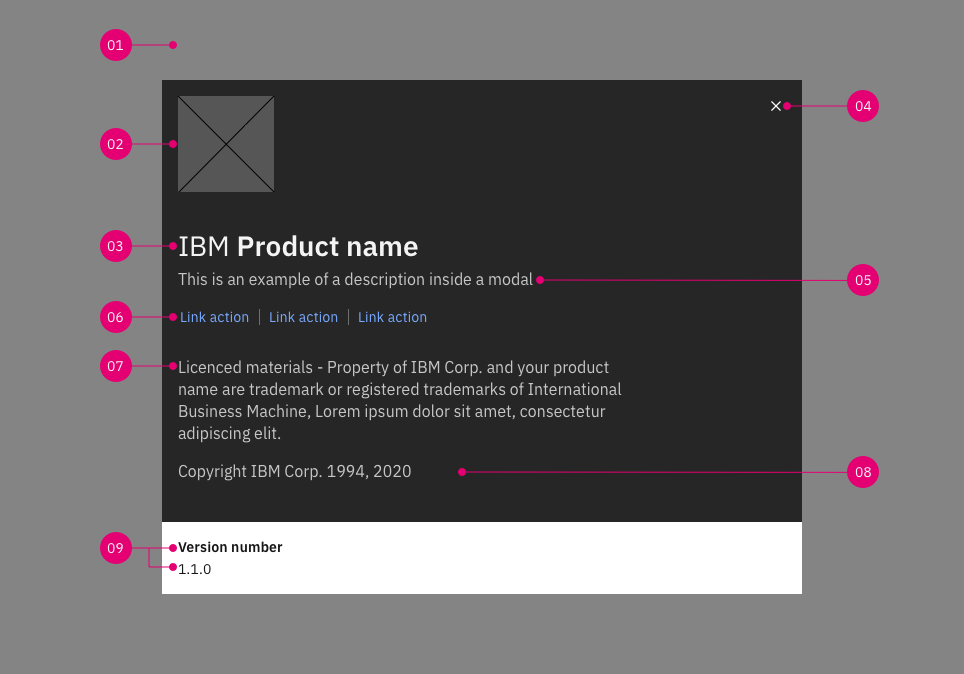 01
04
02
03
IBM Product name
This is an example of a description inside a modal
05
06
Link action | Link action | Link action
07
Licenced materials - Property of IBM Corp. and your product
name are trademark or registered trademarks of International
Business Machine, Lorem ipsum dolor sit amet, consectetur
adipiscing elit.
Copyright IBM Corp. 1994, 2020
08
09
Version number
1.1.0